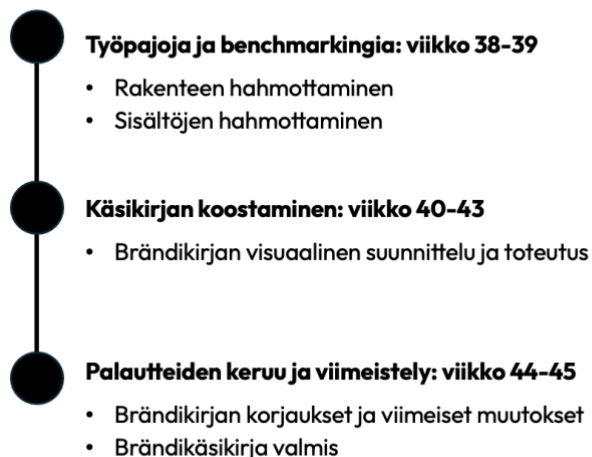 Työpajoja ja benchmarkingia: viikko 38-39
• Rakenteen hahmottaminen
• Sisältöjen hahmottaminen
Käsikirjan koostaminen: viikko 40-43
• Brändikirjan visuaalinen suunnittelu ja toteutus
Palautteiden keruu ja viimeistely: viikko 44-45
• Brändikirjan korjaukset ja viimeiset muutokset
• Brändikäsikirja valmis